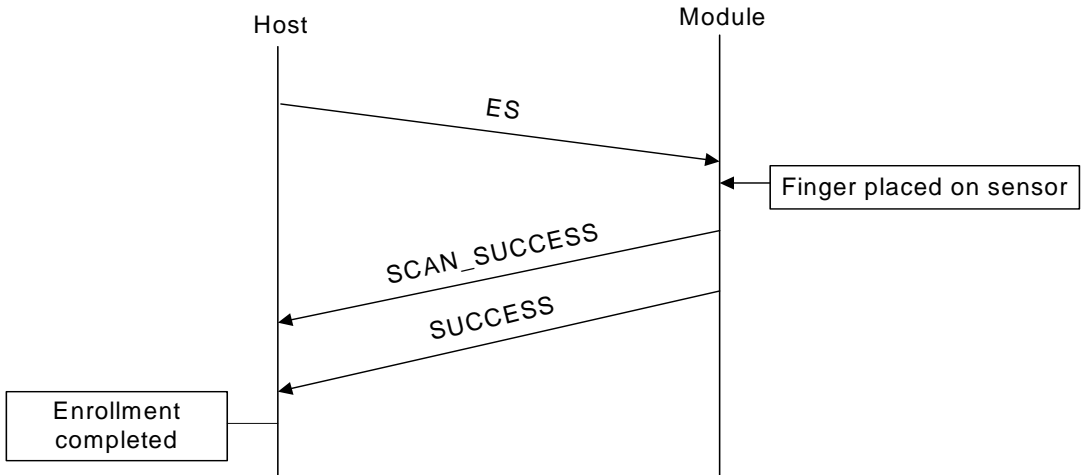 Host
Module
ES
Finger placed on sensor
SCAN_SUCCESS
SUCCESS
Enrollment
completed